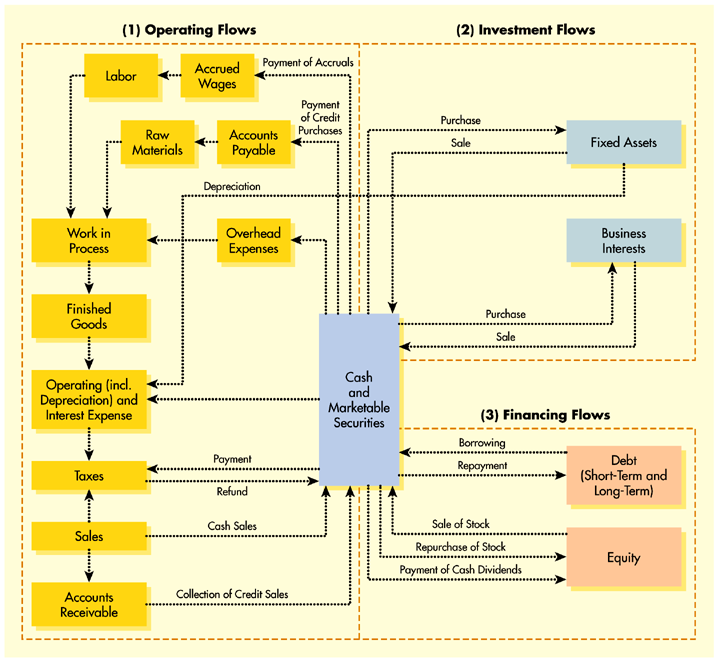 (1) Operating Flows
Labor
Accrued
Wages
Payment of Accruals
Raw
Materials
Accounts
Payable
Payment
of Credit
Purchases
Depreciation
Work in
Process
Overhead
Expenses
Finished
Goods
Operating (incl.
Depreciation) and
Interest Expense
Taxes
Payment
Refund
Sales
Cash Sales
Accounts
Receivable
Collection of Credit Sales
Cash
and
Marketable
Securities
(2) Investment Flows
Purchase
Sale
Fixed Assets
Business
Interests
Purchase
Sale
(3) Financing Flows
Borrowing
Repayment
Debt
(Short-Term and
Long-Term)
Sale of Stock
Repurchase of Stock
Payment of Cash Dividends
Equity